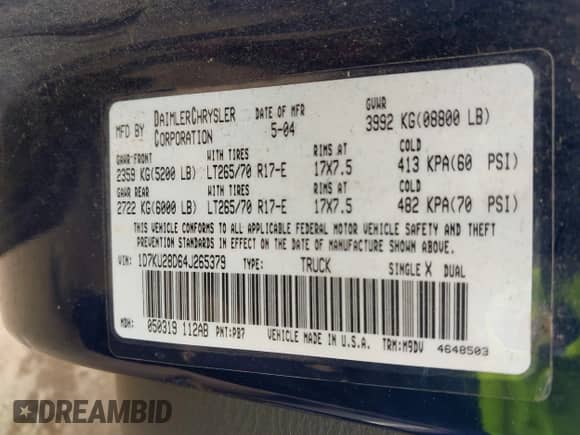 MFD BY DAIMLERCHRYSLER CORPORATION DATE OF MFR 5-04 GVWR 3992 KG(08800 LB)
GAWR-FRONT WITH TIRES RIMS AT COLD
2359 KG(5200 LB) LT265/70 R17-E 17X7.5 413 KPA(60 PSI)
GAWR REAR WITH TIRES RIMS AT COLD
2722 KG(6000 LB) LT265/70 R17-E 17X7.5 482 KPA(70 PSI)
THIS VEHICLE CONFORMS TO ALL APPLICABLE FEDERAL MOTOR VEHICLE SAFETY AND THEFT
PREVENTION STANDARDS IN EFFECT ON THE DATE OF MANUFACTURE SHOWN ABOVE.
VIN: 1D7KU28D64J265379 TYPE: TRUCK SINGLE X DUAL
MDH: 050319 112AB PNT:PB7 VEHICLE MADE IN U.S.A. TRM:M9DV 4648503
DREAMBID